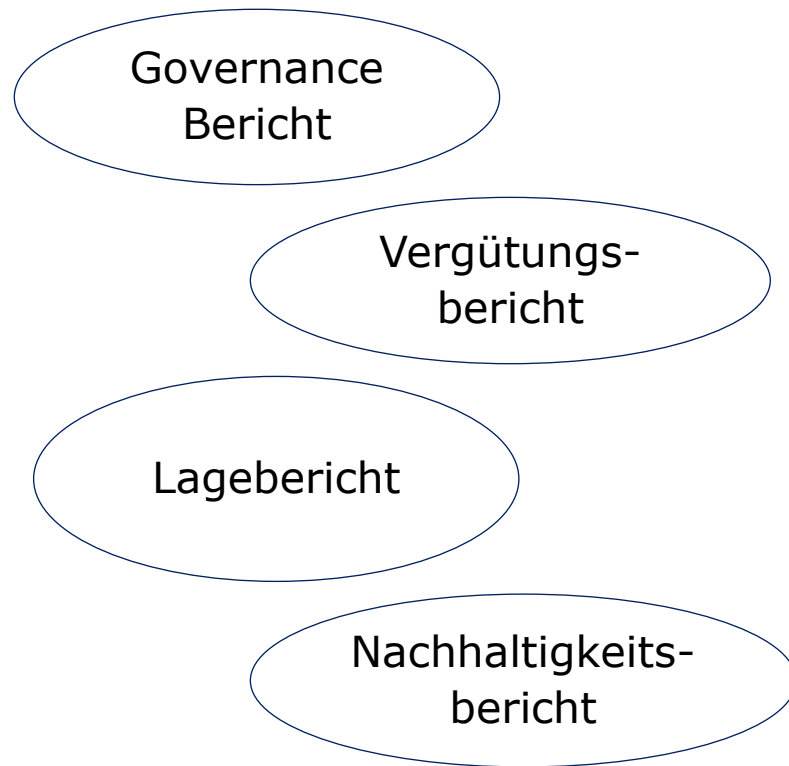 Governance
Bericht
Vergütungs-
bericht
Lagebericht
Nachhaltigkeits-
bericht